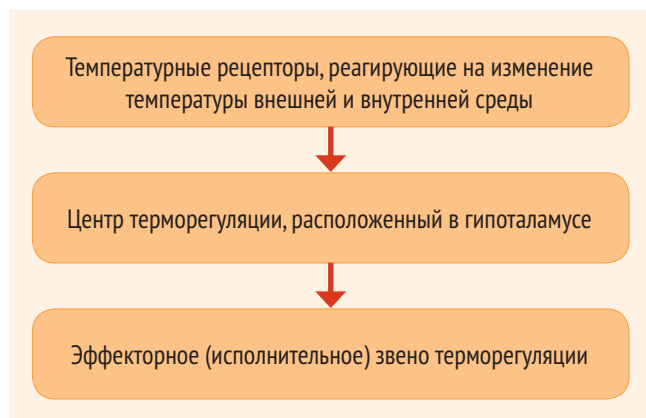 Температурные рецепторы, реагирующие на изменение
температуры внешней и внутренней среды
Центр терморегуляции, расположенный в гипоталамусе
Эффекторное (исполнительное) звено терморегуляции